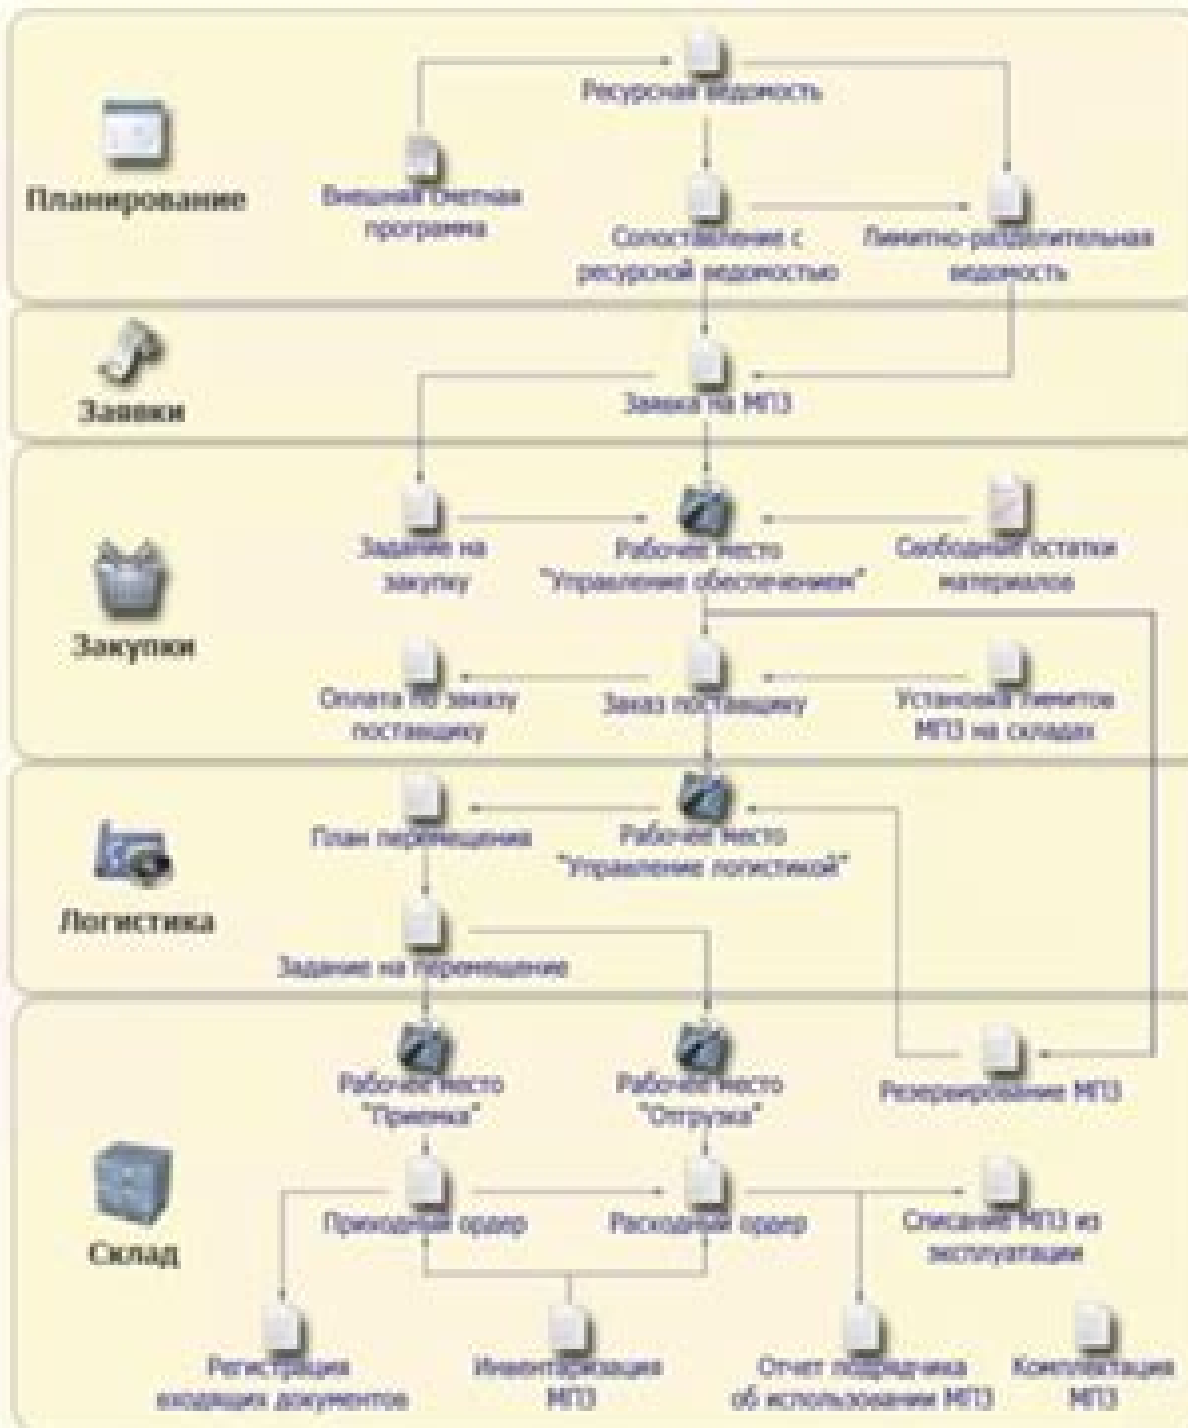 Ресурсная ведомость
Планирование
Внешняя сметная
программа
Сопоставление с
ресурсной ведомостью
Лимитно-разделительная
ведомость
Заявки
Заявка на МПЗ
Задание на
закупку
Рабочее место
"Управление обеспечением"
Свободные остатки
материалов
Закупки
Оплата по заказу
поставщику
Заказ поставщику
Установка лимитов
МПЗ на складах
План перемещения
Рабочее место
"Управление логистикой"
Логистика
Задание на перемещение
Рабочее место
"Приемка"
Рабочее место
"Отгрузка"
Резервирование МПЗ
Склад
Приходный ордер
Расходный ордер
Списание МПЗ из
эксплуатации
Регистрация
входящих документов
Инвентаризация
МПЗ
Отчет подрядчика
об использовании МПЗ
Комплектация
МПЗ